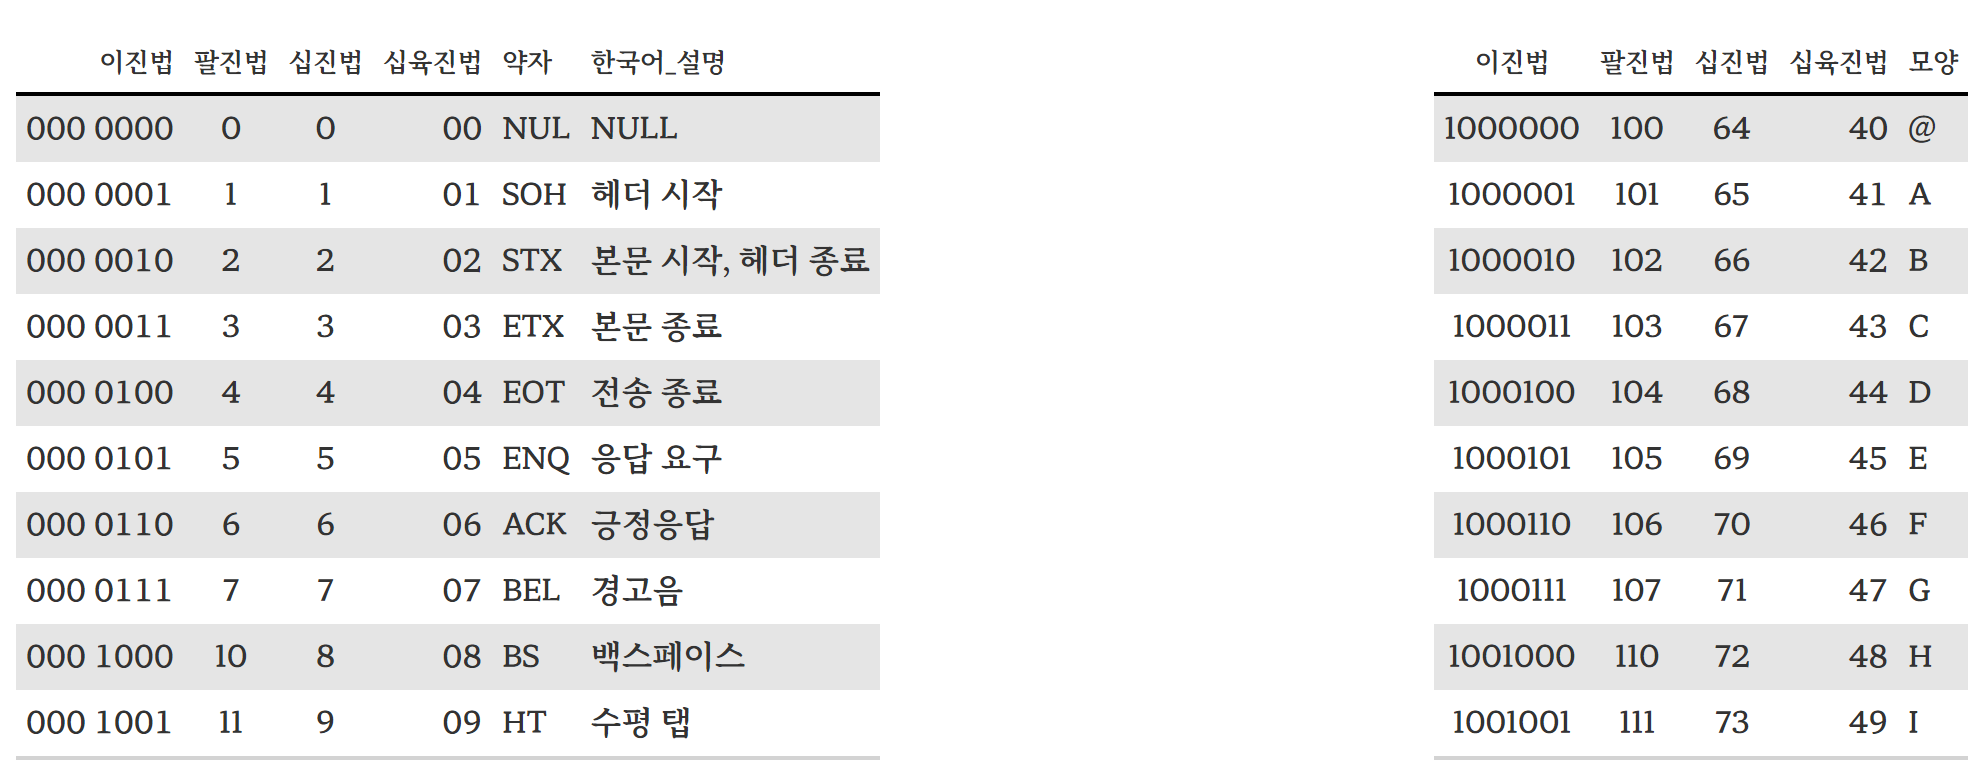 이진법 팔진법 십진법 십육진법 약자 한국어_설명
000 0000 0 0 00 NUL NULL
000 0001 1 1 01 SOH 헤더 시작
000 0010 2 2 02 STX 본문 시작, 헤더 종료
000 0011 3 3 03 ETX 본문 종료
000 0100 4 4 04 EOT 전송 종료
000 0101 5 5 05 ENQ 응답 요구
000 0110 6 6 06 ACK 긍정응답
000 0111 7 7 07 BEL 경고음
000 1000 10 8 08 BS 백스페이스
000 1001 11 9 09 HT 수평 탭
이진법 팔진법 십진법 십육진법 모양
1000000 100 64 40 @
1000001 101 65 41 A
1000010 102 66 42 B
1000011 103 67 43 C
1000100 104 68 44 D
1000101 105 69 45 E
1000110 106 70 46 F
1000111 107 71 47 G
1001000 110 72 48 H
1001001 111 73 49 I